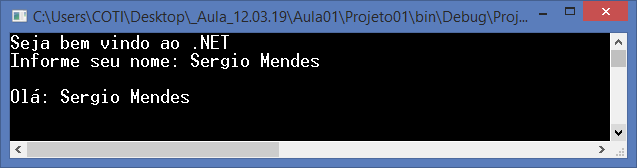 C:\Users\COTI\Desktop\_Aula_12.03.19\Aula01\Projeto01\bin\Debug\Proj...
Seja bem vindo ao .NET
Informe seu nome: Sergio Mendes
Olá: Sergio Mendes